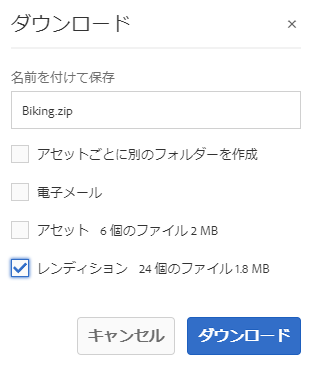 ダウンロード
名前を付けて保存
Biking.zip
アセットごとに別のフォルダーを作成
電子メール
アセット 6 個のファイル 2 MB
レンディション 24 個のファイル 1.8 MB
キャンセル ダウンロード